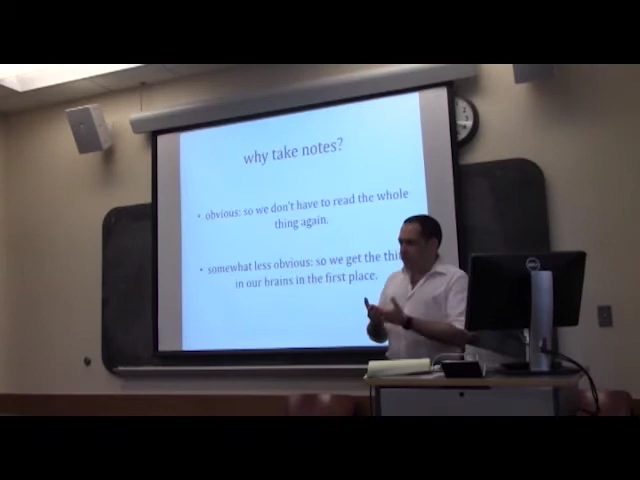 why take notes?
• obvious: so we don't have to read the whole
thing again.
• somewhat less obvious: so we get the
in our brains in the first place.
DELL